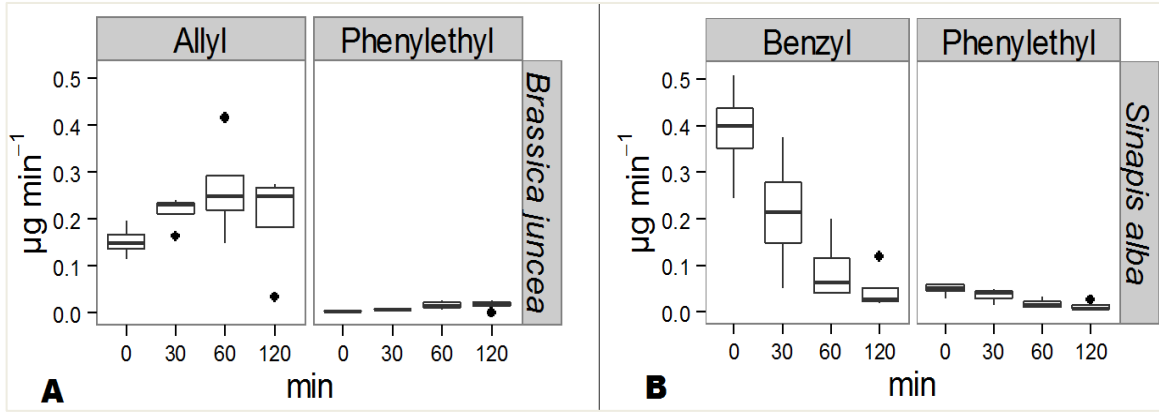 Allyl
Phenylethyl
µg min⁻¹
0.5
0.4
0.3
0.2
0.1
0.0
Brassica juncea
0 30 60 120
0 30 60 120
min
A
Benzyl
Phenylethyl
µg min⁻¹
0.5
0.4
0.3
0.2
0.1
0.0
Sinapis alba
0 30 60 120
0 30 60 120
min
B